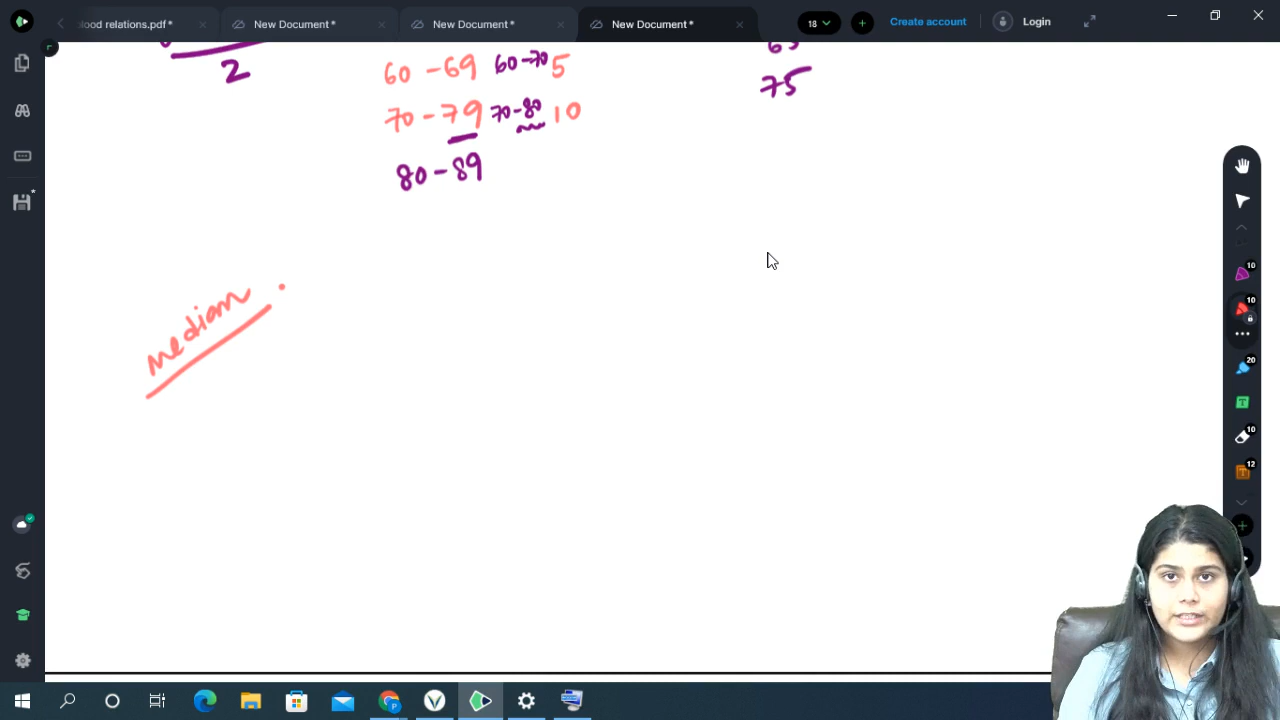 blood relations.pdf*
New Document*
New Document*
New Document*
18
Create account
Login
2
60 - 69 60-70 5
70 - 79 70-80 10
80 - 89
65
75
median
10
10
20
10
12